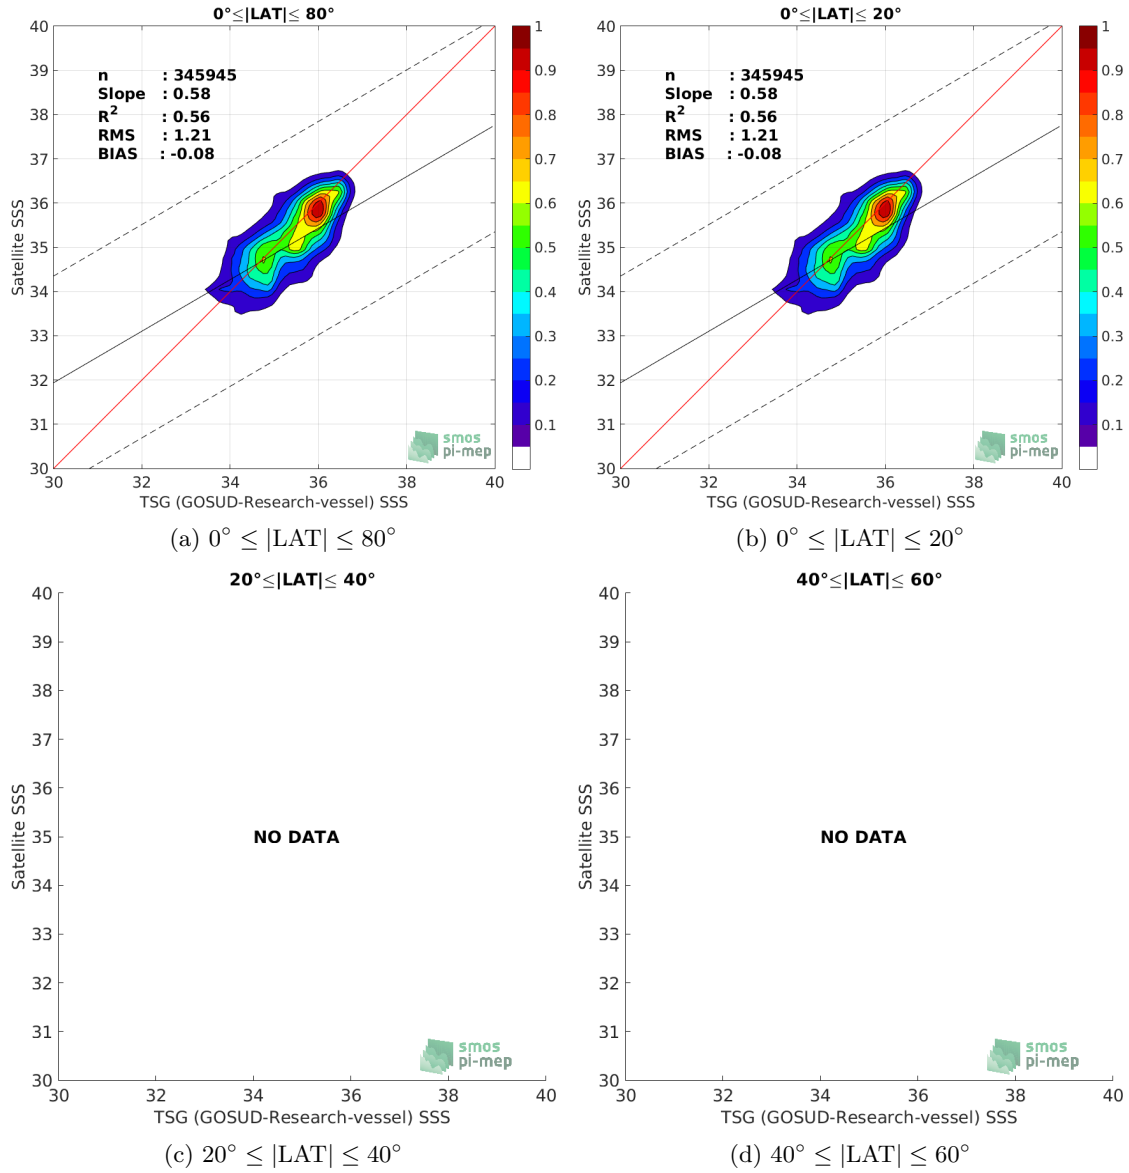 0°≤|LAT|≤ 80°
40
39
38
37
36
35
34
33
32
31
30
Satellite SSS
n : 345945
Slope : 0.58
R² : 0.56
RMS : 1.21
BIAS : -0.08
smos
pi-mep
30 32 34 36 38 40
TSG (GOSUD-Research-vessel) SSS
1
0.9
0.8
0.7
0.6
0.5
0.4
0.3
0.2
0.1
(a) 0° ≤ |LAT| ≤ 80°
0°≤|LAT|≤ 20°
40
39
38
37
36
35
34
33
32
31
30
Satellite SSS
n : 345945
Slope : 0.58
R² : 0.56
RMS : 1.21
BIAS : -0.08
smos
pi-mep
30 32 34 36 38 40
TSG (GOSUD-Research-vessel) SSS
1
0.9
0.8
0.7
0.6
0.5
0.4
0.3
0.2
0.1
(b) 0° ≤ |LAT| ≤ 20°
20°≤|LAT|≤ 40°
40
39
38
37
36
35
34
33
32
31
30
Satellite SSS
NO DATA
smos
pi-mep
30 32 34 36 38 40
TSG (GOSUD-Research-vessel) SSS
(c) 20° ≤ |LAT| ≤ 40°
40°≤|LAT|≤ 60°
40
39
38
37
36
35
34
33
32
31
30
Satellite SSS
NO DATA
smos
pi-mep
30 32 34 36 38 40
TSG (GOSUD-Research-vessel) SSS
(d) 40° ≤ |LAT| ≤ 60°